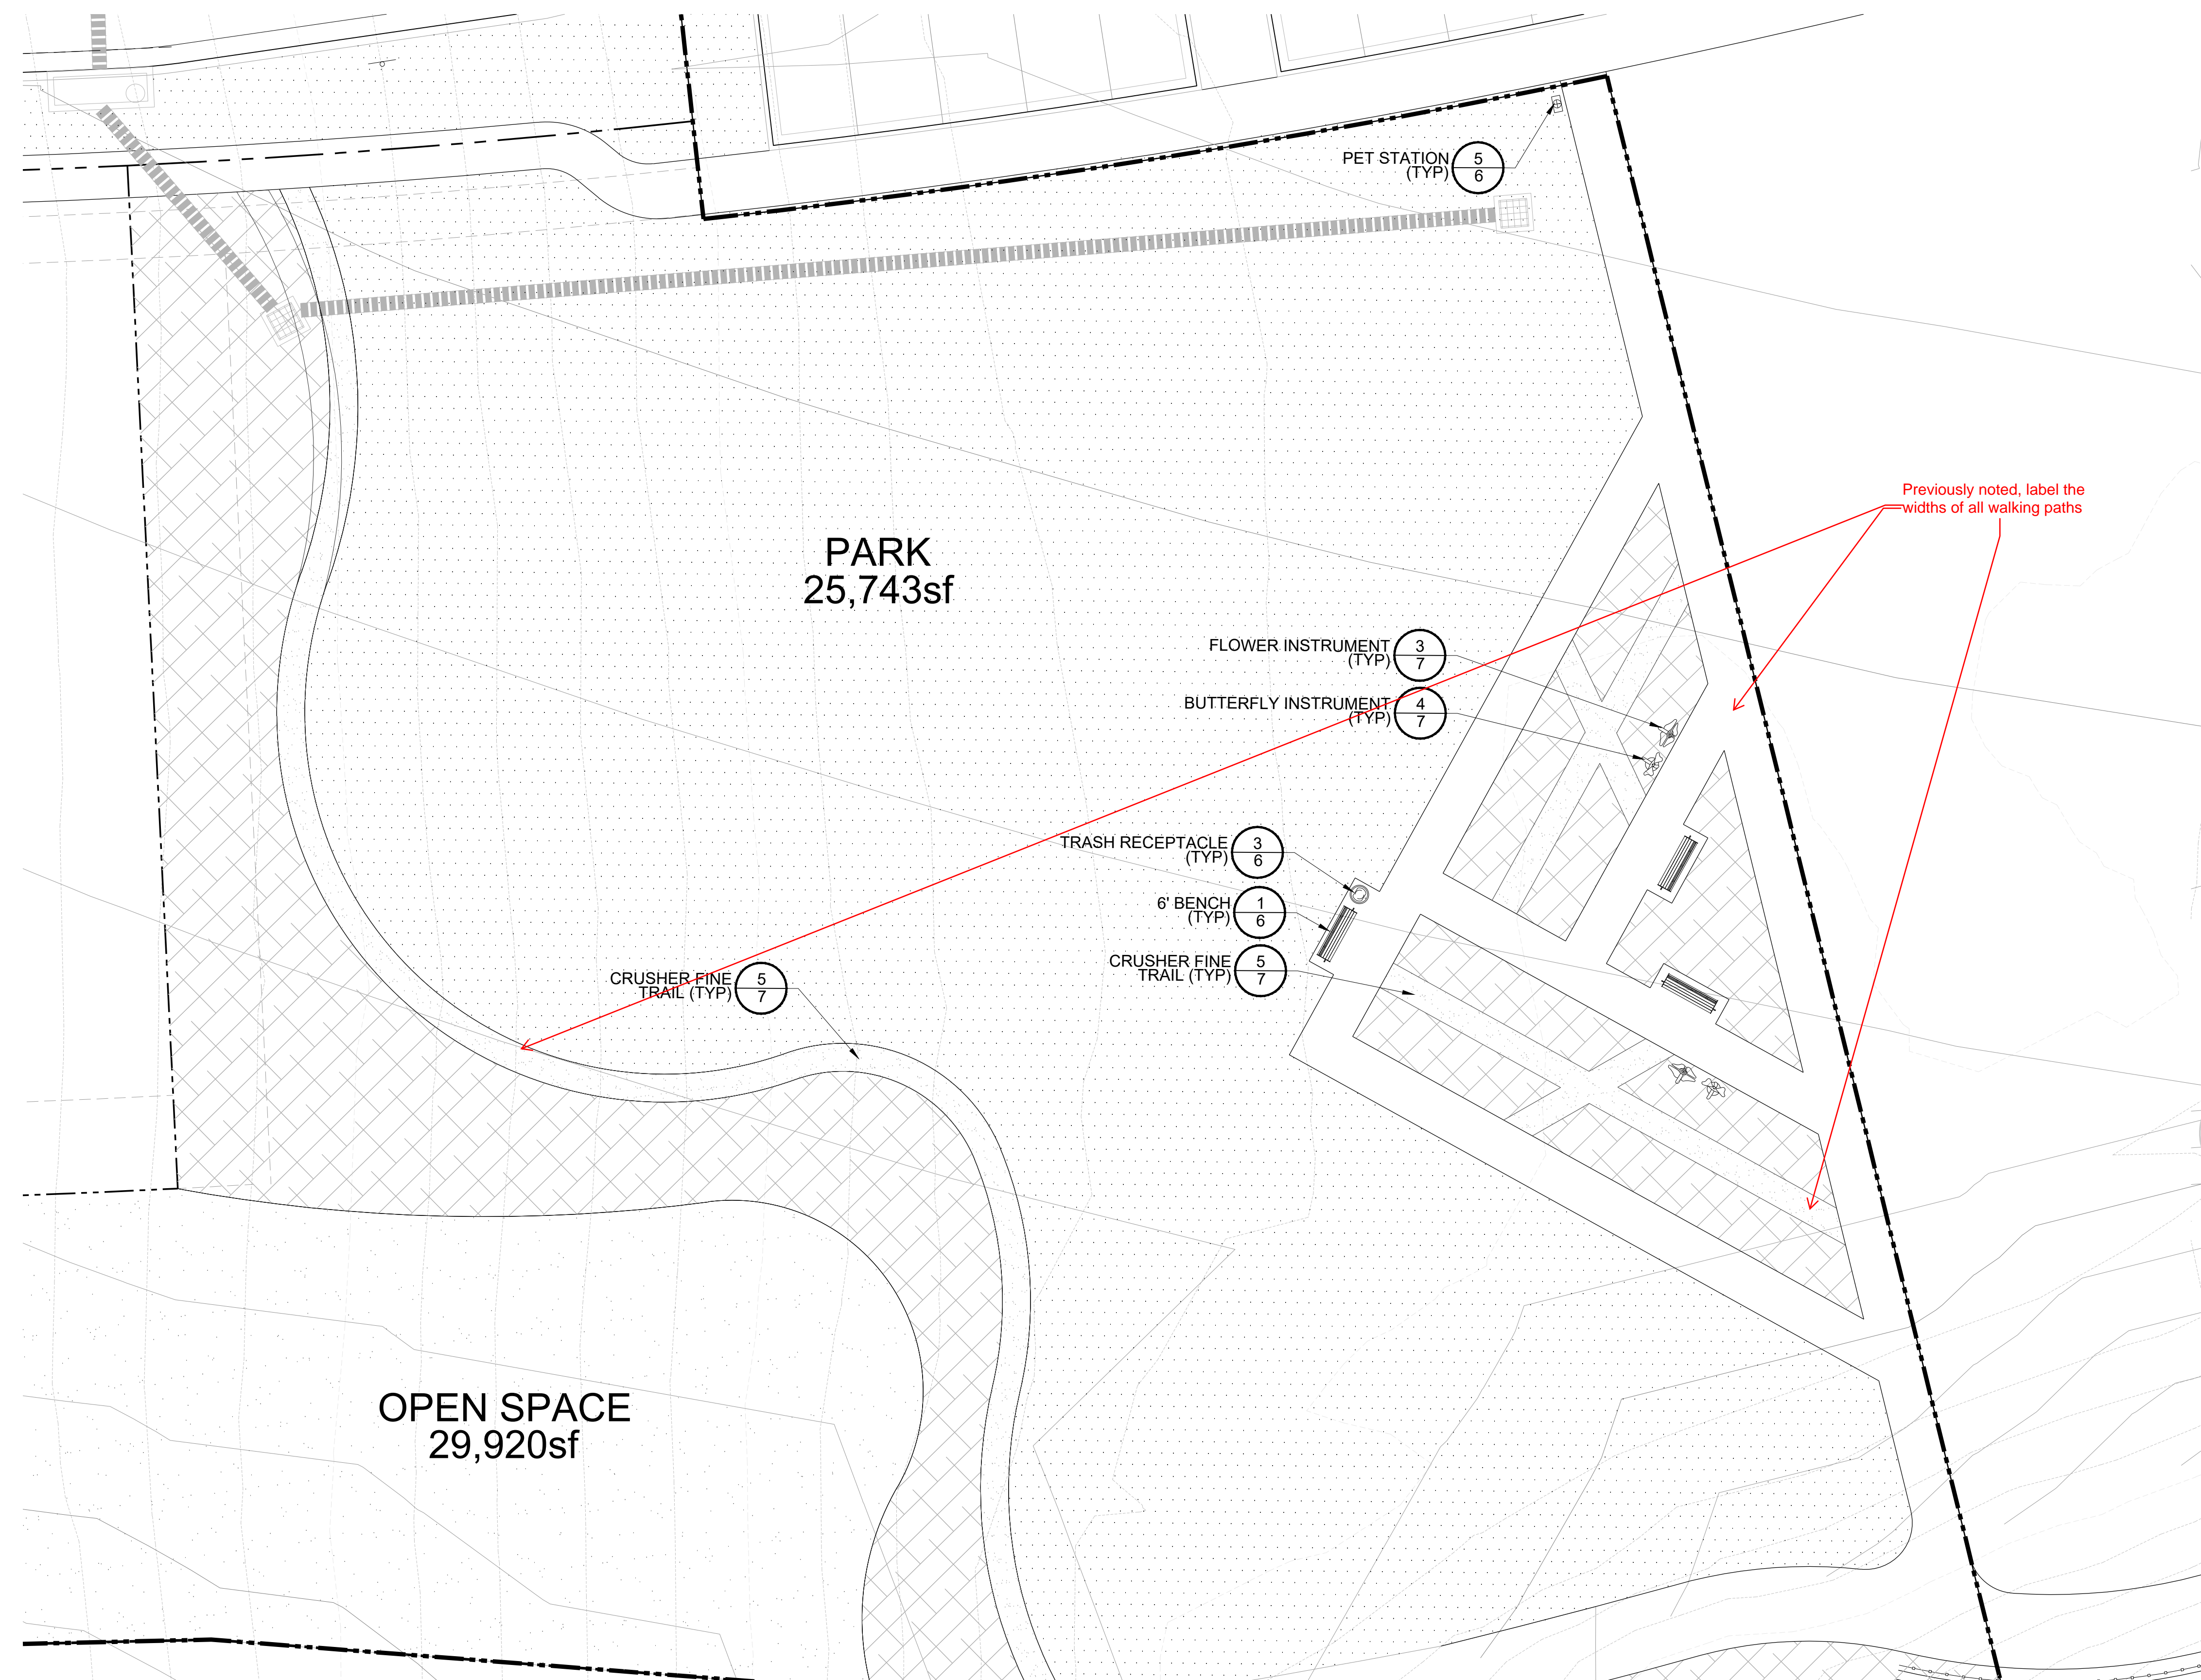 PET STATION
(TYP)
5
6
Previously noted, label the
widths of all walking paths
PARK
25,743sf
FLOWER INSTRUMENT
(TYP)
3
7
BUTTERFLY INSTRUMENT
(TYP)
4
7
TRASH RECEPTACLE
(TYP)
3
6
6' BENCH
(TYP)
1
6
CRUSHER FINE
TRAIL (TYP)
5
7
CRUSHER FINE
TRAIL (TYP)
5
7
OPEN SPACE
29,920sf